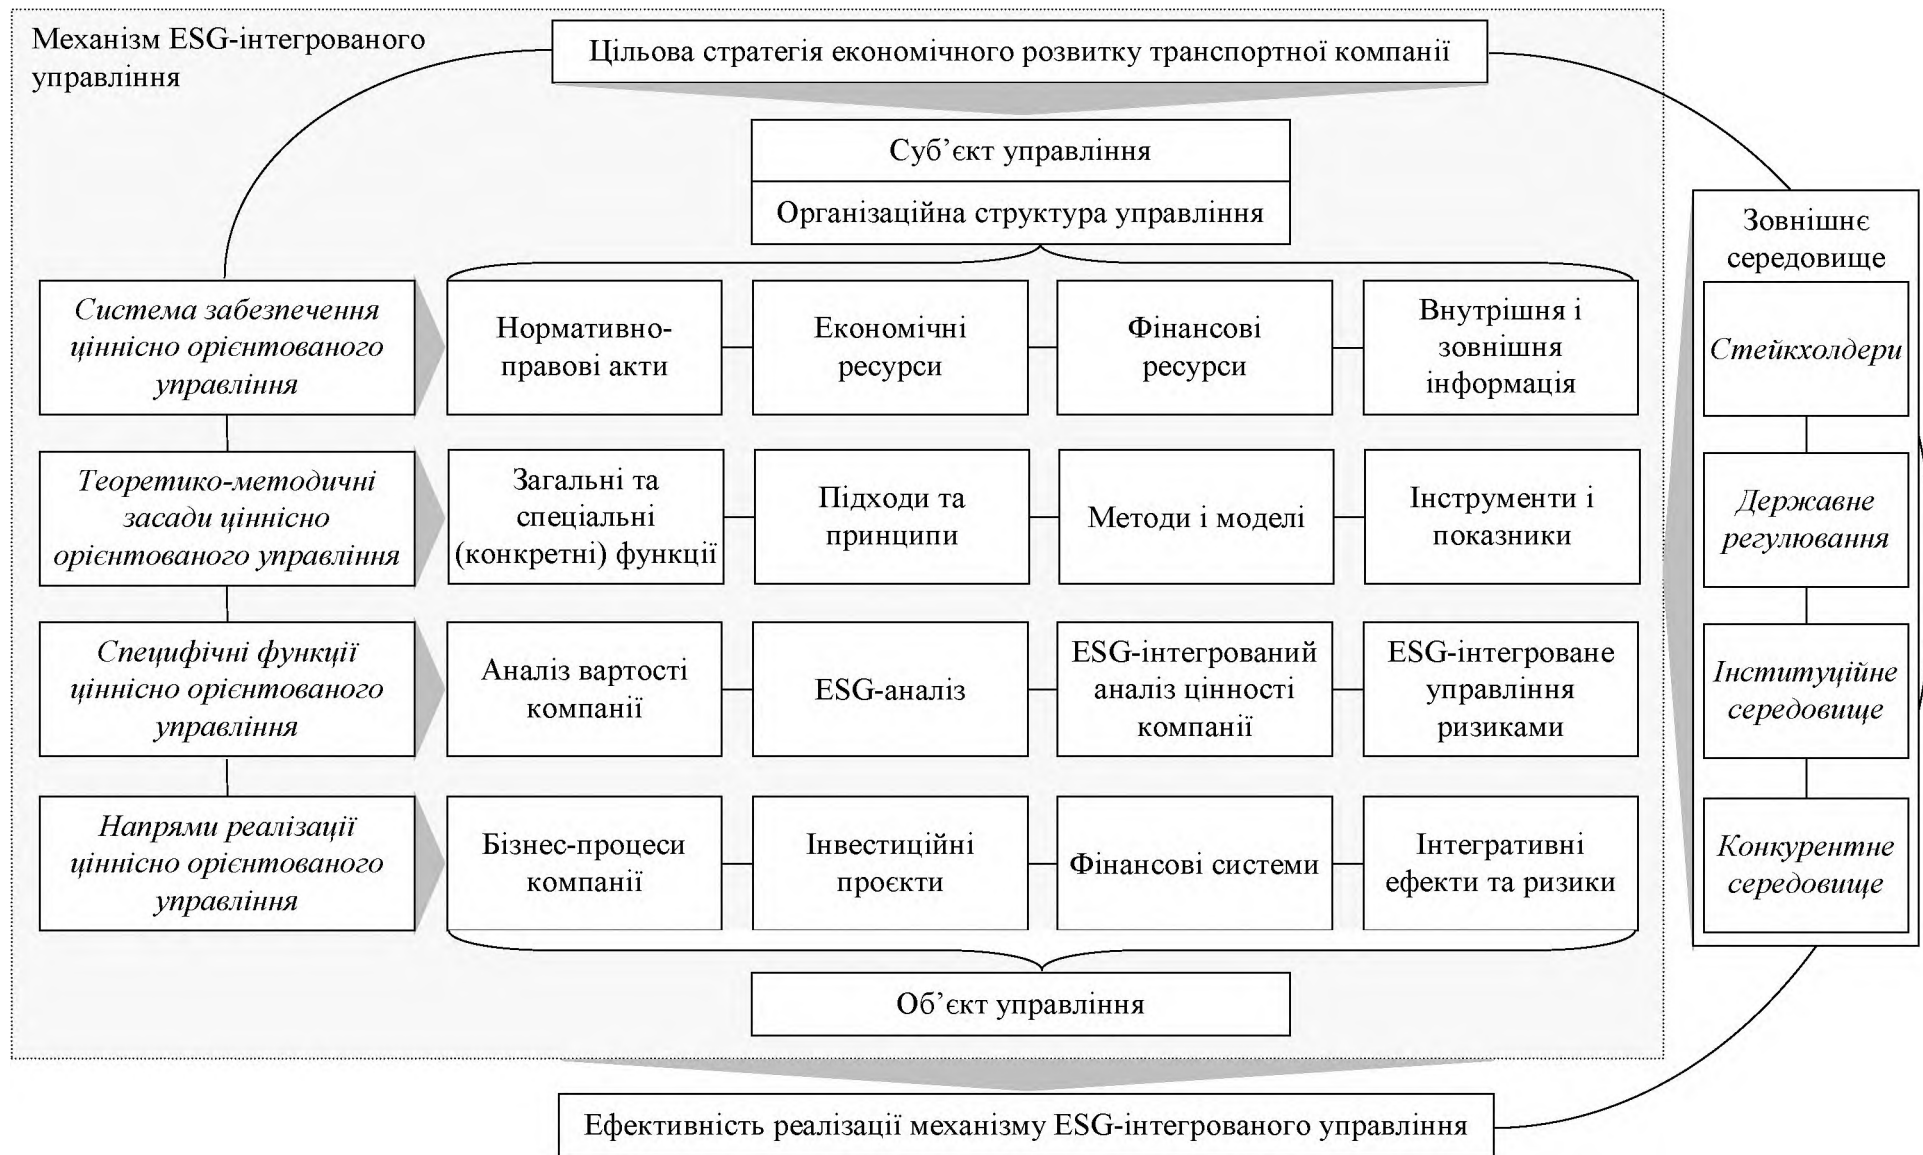 Механізм ESG-інтегрованого
управління
Цільова стратегія економічного розвитку транспортної компанії
Суб’єкт управління
Організаційна структура управління
Система забезпечення
ціннісно орієнтованого
управління
Нормативно-
правові акти
Економічні
ресурси
Фінансові
ресурси
Внутрішня і
зовнішня
інформація
Теоретико-методичні
засади ціннісно
орієнтованого управління
Загальні та
спеціальні
(конкретні) функції
Підходи та
принципи
Методи і моделі
Інструменти і
показники
Специфічні функції
ціннісно орієнтованого
управління
Аналіз вартості
компанії
ESG-аналіз
ESG-інтегрований
аналіз цінності
компанії
ESG-інтегроване
управління
ризиками
Напрями реалізації
ціннісно орієнтованого
управління
Бізнес-процеси
компанії
Інвестиційні
проєкти
Фінансові системи
Інтегративні
ефекти та ризики
Об’єкт управління
Зовнішнє
середовище
Стейкхолдери
Державне
регулювання
Інституційне
середовище
Конкурентне
середовище
Ефективність реалізації механізму ESG-інтегрованого управління